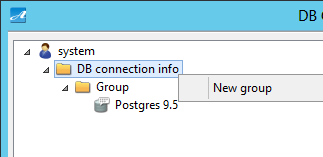 DB
system
DB connection info
New group
Group
Postgres 9.5